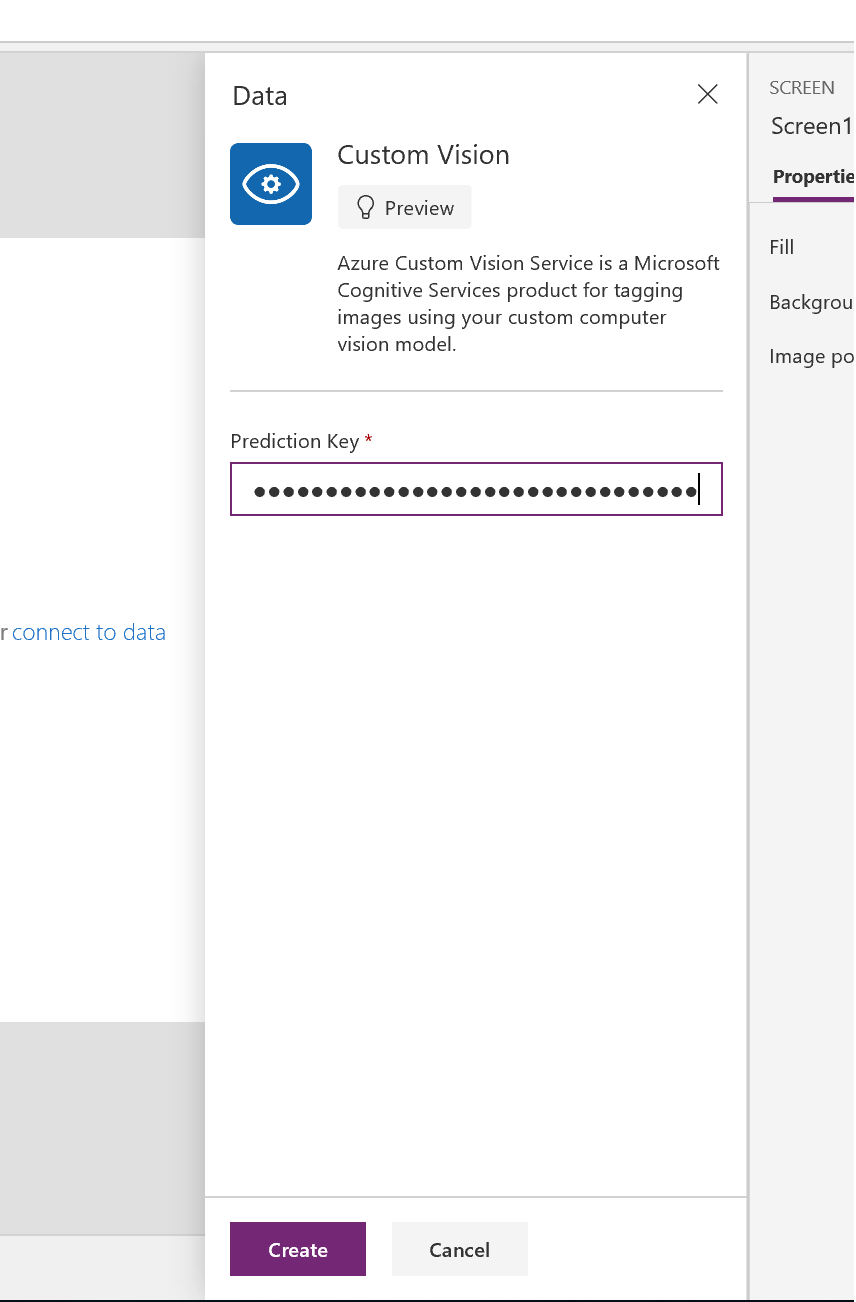 Data
Custom Vision
Preview
Azure Custom Vision Service is a Microsoft
Cognitive Services product for tagging
images using your custom computer
vision model.
Prediction Key *
•••••••••••••••••••••••••••••••
Create
Cancel
r connect to data
SCREEN
Screen1
Propertie
Fill
Backgrou
Image po